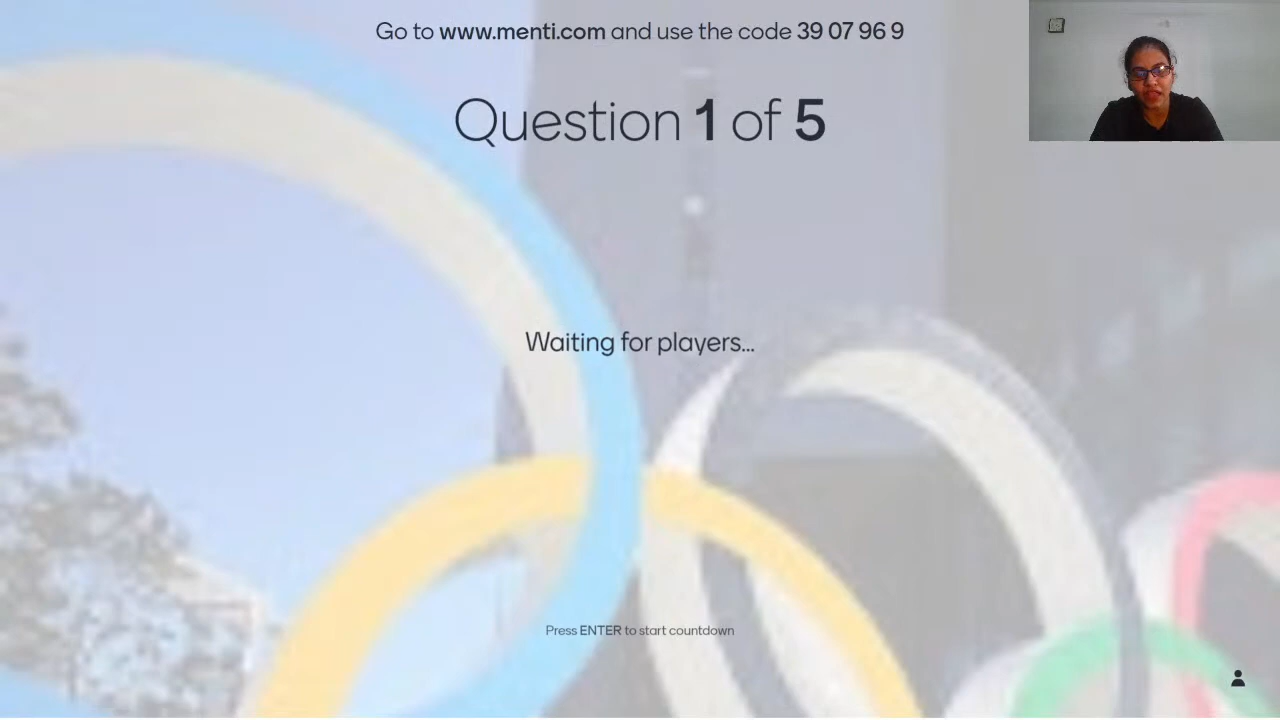 Go to www.menti.com and use the code 39 07 96 9
Question 1 of 5
Waiting for players...
Press ENTER to start countdown